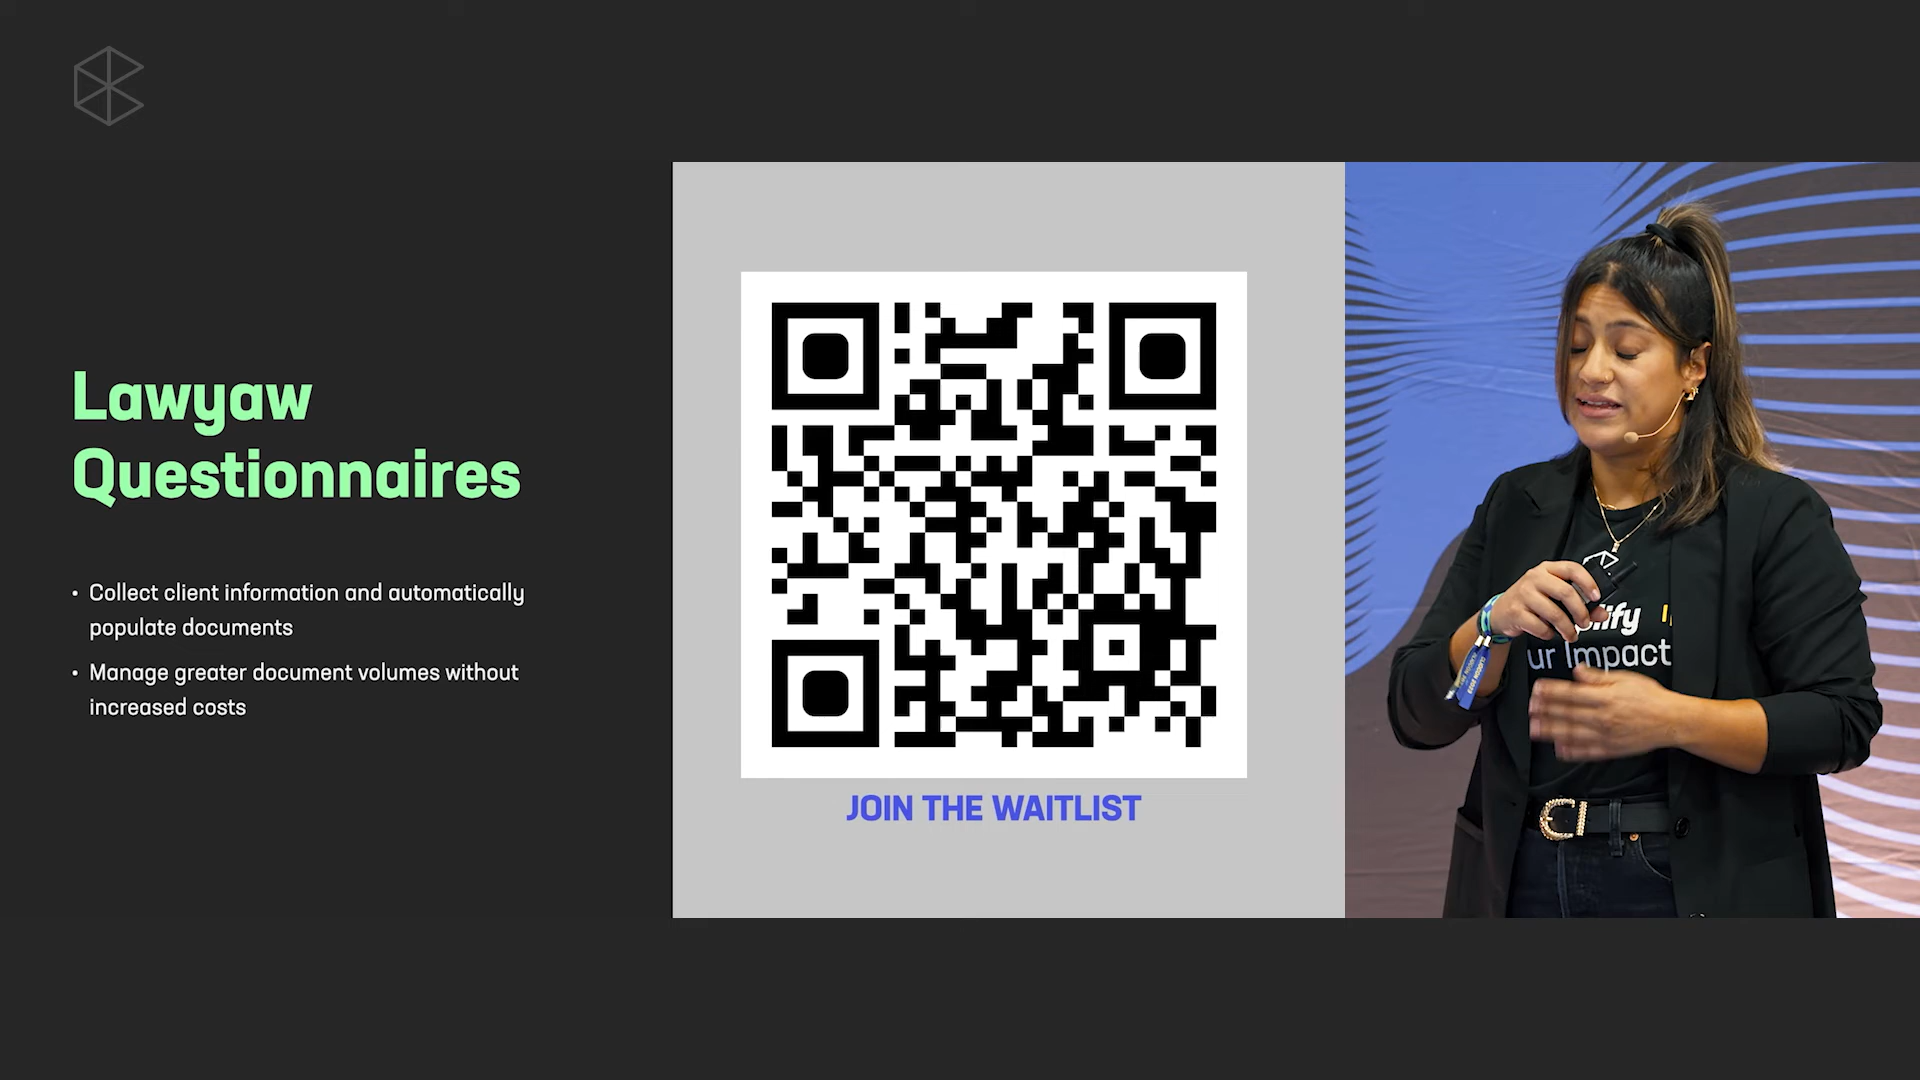 Lawyaw
Questionnaires
• Collect client information and automatically
populate documents
• Manage greater document volumes without
increased costs
JOIN THE WAITLIST
ur Impact